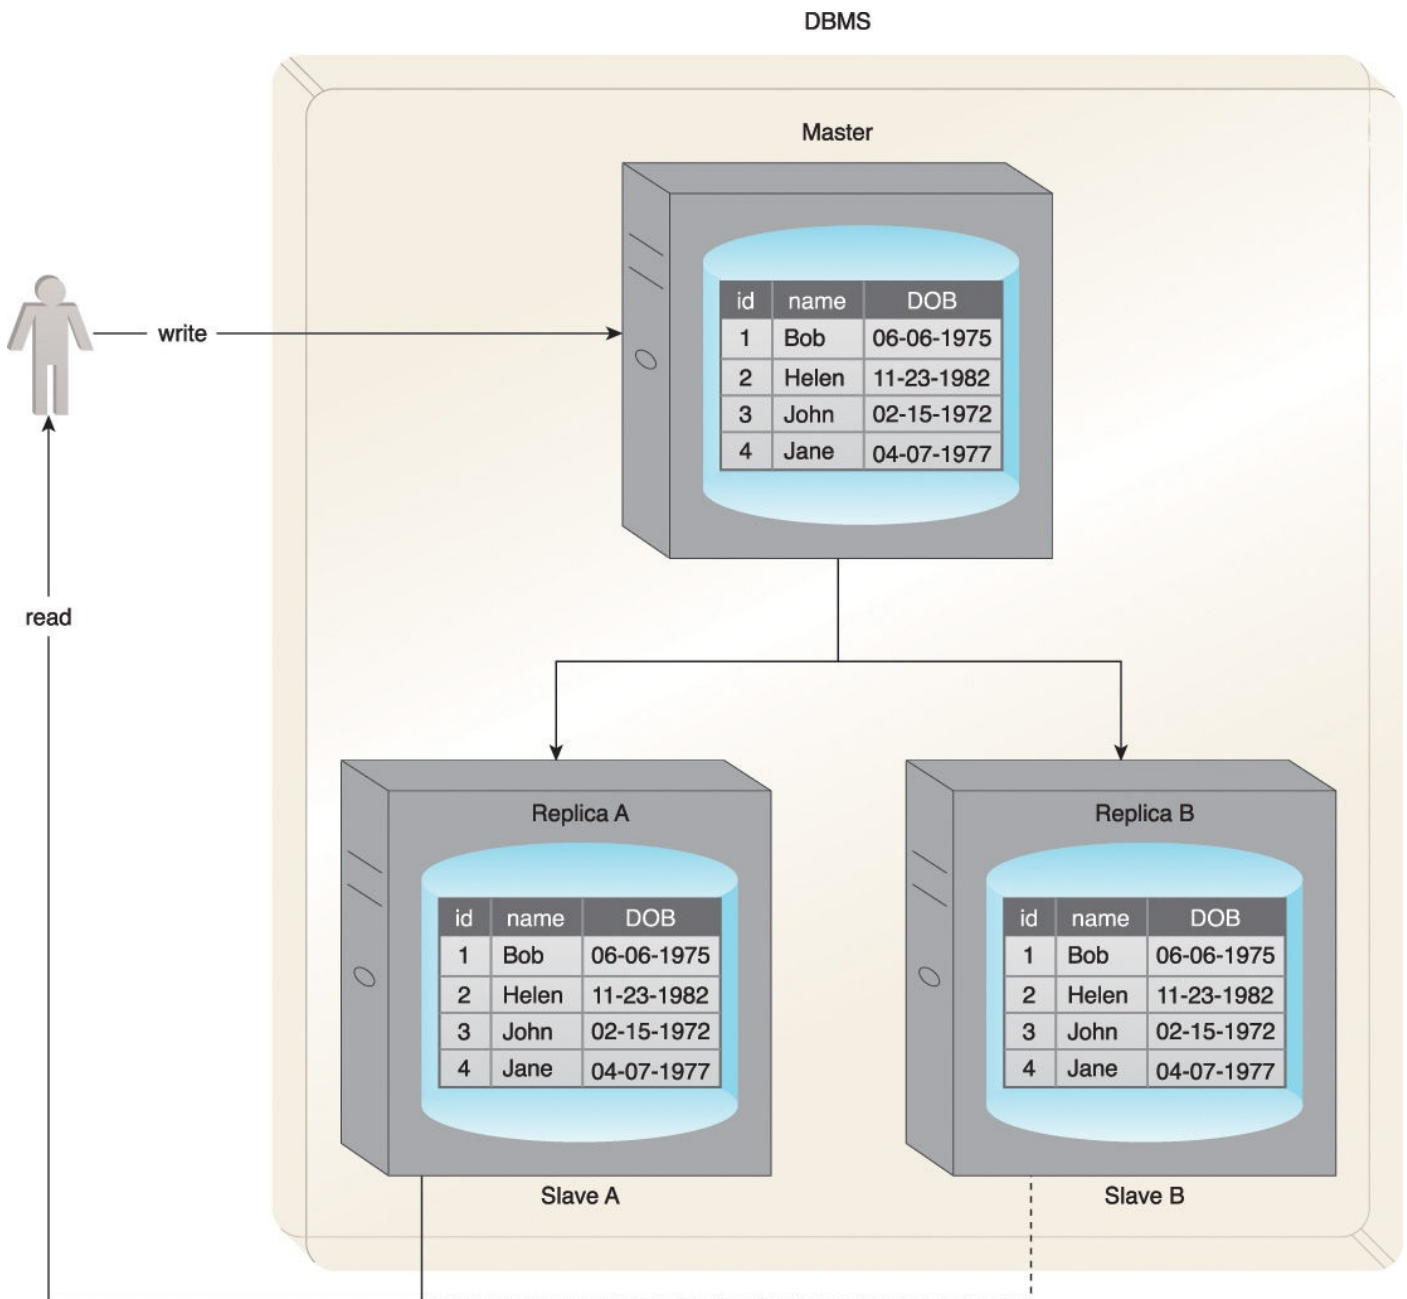 DBMS
Master
id name DOB
1 Bob 06-06-1975
2 Helen 11-23-1982
3 John 02-15-1972
4 Jane 04-07-1977
write
read
Replica A
id name DOB
1 Bob 06-06-1975
2 Helen 11-23-1982
3 John 02-15-1972
4 Jane 04-07-1977
Slave A
Replica B
id name DOB
1 Bob 06-06-1975
2 Helen 11-23-1982
3 John 02-15-1972
4 Jane 04-07-1977
Slave B